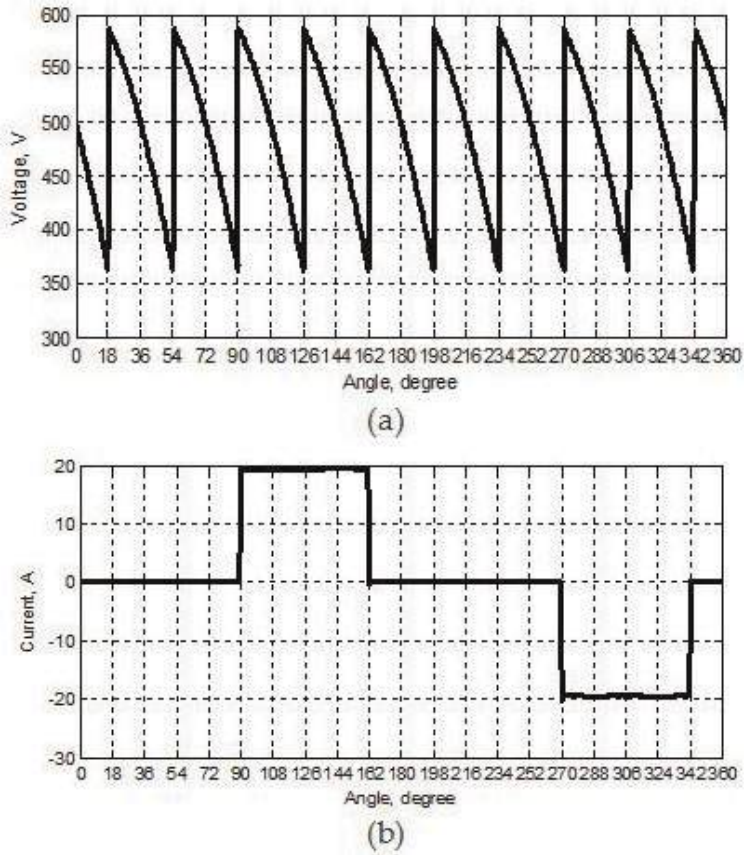 600
550
500
450
400
350
300
Voltage, V
0 18 36 54 72 90 108 126 144 162 180 198 216 234 252 270 288 306 324 342 360
Angle, degree
(a)
20
10
0
-10
-20
-30
Current, A
0 18 36 54 72 90 108 126 144 162 180 198 216 234 252 270 288 306 324 342360
Angle, degree
(b)